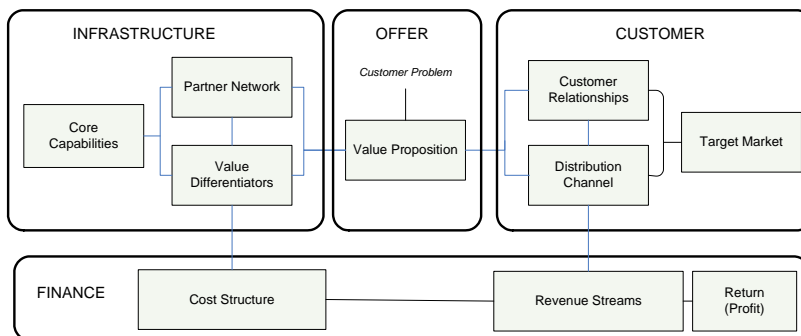 INFRASTRUCTURE
OFFER
CUSTOMER
Partner Network
Customer Problem
Customer
Relationships
Core
Capabilities
Value Proposition
Target Market
Value
Differentiators
Distribution
Channel
FINANCE
Cost Structure
Revenue Streams
Return
(Profit)